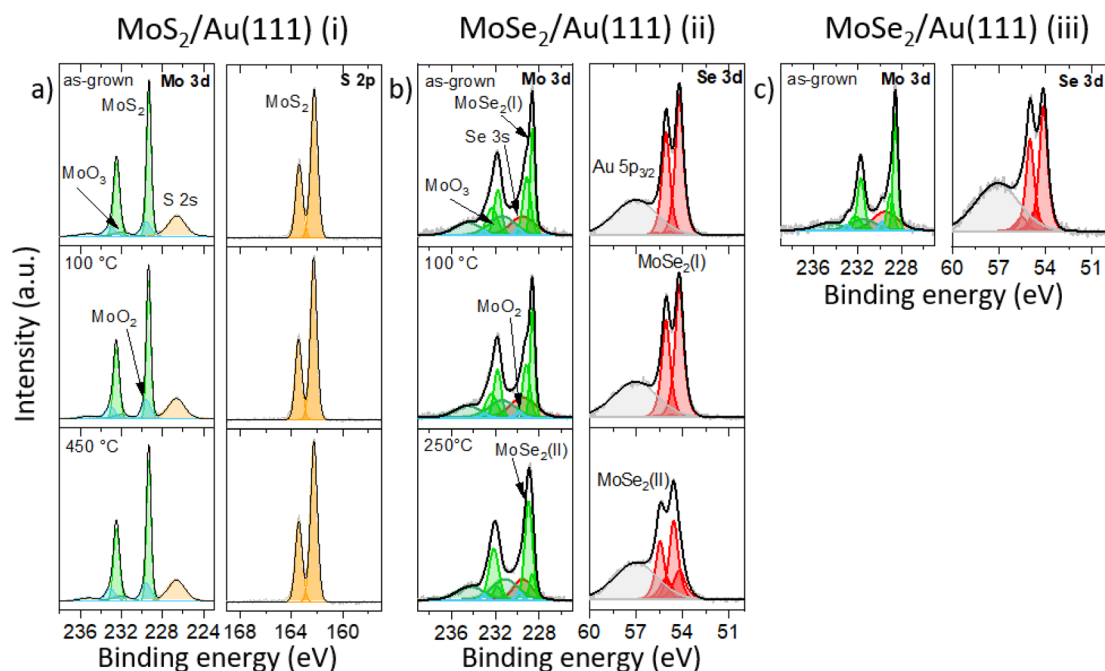 MoS2/Au(111) (i)
MoSe2/Au(111) (ii)
MoSe2/Au(111) (iii)
a)
as-grown
Mo 3d
MoS2
MoO3
S 2s
S 2p
MoS2
100 °C
MoO2
450 °C
236 232 228 224
168 164 160
Binding energy (eV)
Intensity (a.u.)
b)
as-grown
Mo 3d
MoSe2(I)
Se 3s
MoO3
Se 3d
Au 5p3/2
100 °C
MoO2
MoSe2(I)
250°C
MoSe2(II)
MoSe2(II)
236 232 228
60 57 54 51
Binding energy (eV)
c)
as-grown
Mo 3d
Se 3d
236 232 228
60 57 54 51
Binding energy (eV)